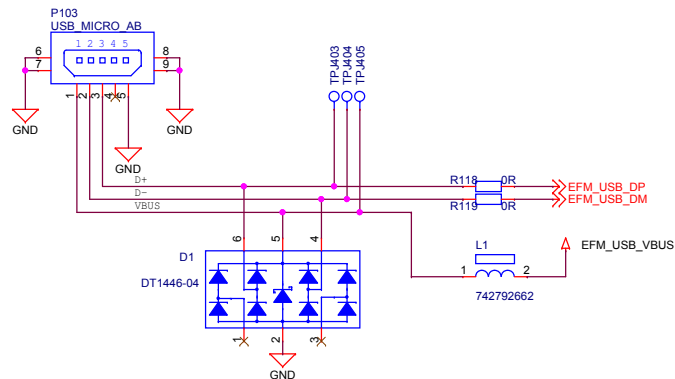 P103
USB_MICRO_AB
1 2 3 4 5
6
7
8
9
1
2
3
4
5
GND
GND
GND
TPJ403
TPJ404
TPJ405
D+
D-
VBUS
R118
0R
EFM_USB_DP
R119
0R
EFM_USB_DM
D1
DT1446-04
6
5
4
1
2
3
GND
L1
1
2
742792662
EFM_USB_VBUS